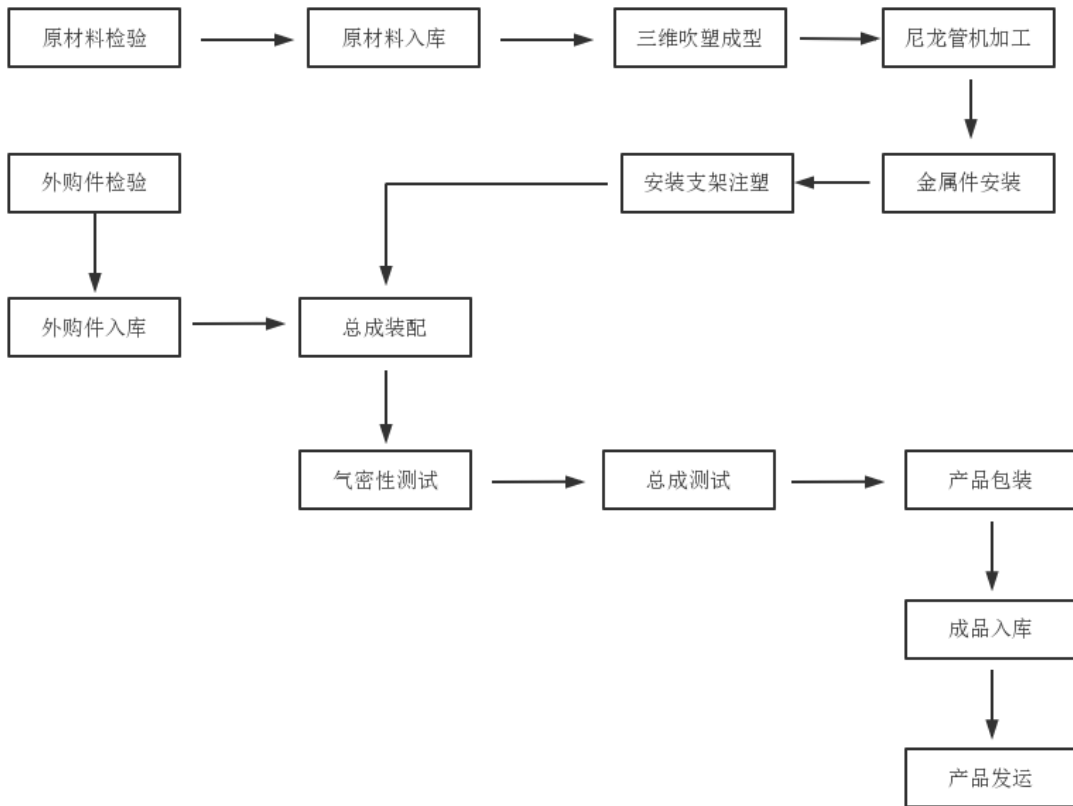 原材料检验
原材料入库
三维吹塑成型
尼龙管机加工
外购件检验
安装支架注塑
金属件安装
外购件入库
总成装配
气密性测试
总成测试
产品包装
成品入库
产品发运